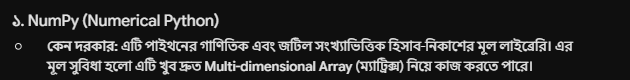 ১. NumPy (Numerical Python)
○ কেন দরকার: এটি পাইথনের গাণিতিক এবং জটিল সংখ্যাভিত্তিক হিসাব-নিকাশের মূল লাইব্রেরি। এর
মূল সুবিধা হলো এটি খুব দ্রুত Multi-dimensional Array (ম্যাট্রিক্স) নিয়ে কাজ করতে পারে।